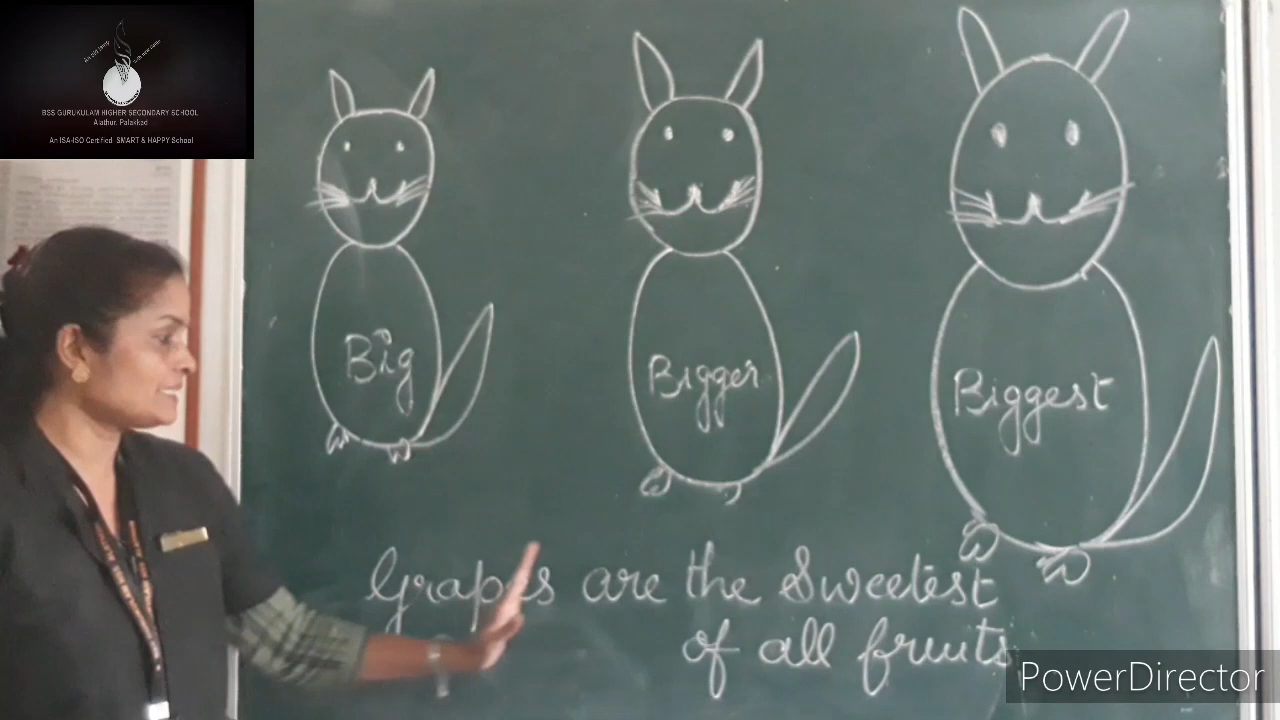 BSS GURUKULAM HIGHER SECONDARY SCHOOL
Alathur, Palakkad
An ISA-ISO Certified SMART & HAPPY School
Big
Bigger
Biggest
Grapes are the Sweetest
of all fruits
PowerDirector